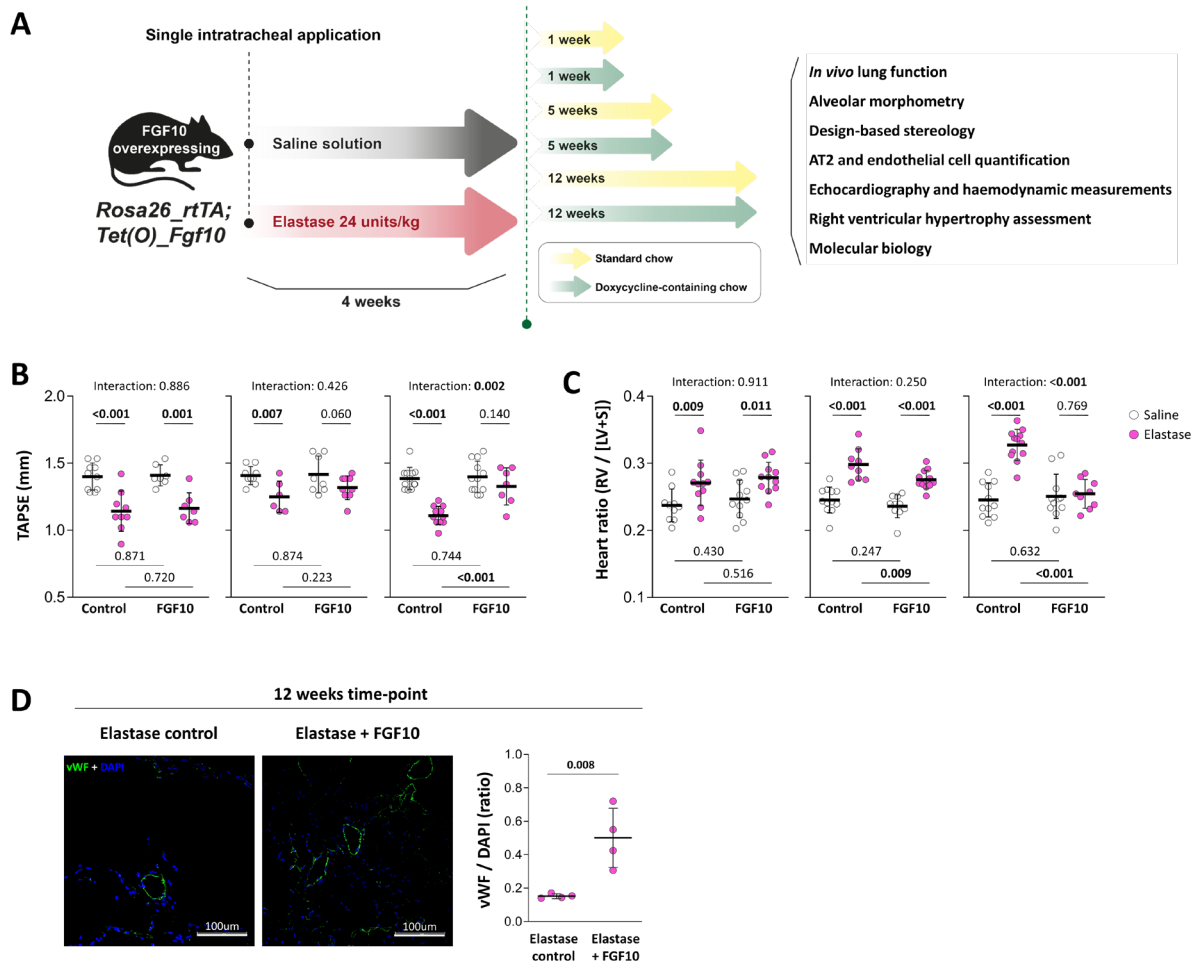 A
Single intratracheal application
FGF10
overexpressing
Rosa26_rtTA;
Tet(O)_Fgf10
Saline solution
Elastase 24 units/kg
4 weeks
1 week
1 week
5 weeks
5 weeks
12 weeks
12 weeks
Standard chow
Doxycycline-containing chow
In vivo lung function
Alveolar morphometry
Design-based stereology
AT2 and endothelial cell quantification
Echocardiography and haemodynamic measurements
Right ventricular hypertrophy assessment
Molecular biology
B
TAPSE (mm)
2.0
1.5
1.0
0.5
Interaction: 0.886
<0.001
0.001
0.871
0.720
Control
FGF10
Interaction: 0.426
0.007
0.060
0.874
0.223
Control
FGF10
Interaction: 0.002
<0.001
0.140
0.744
<0.001
Control
FGF10
C
Heart ratio (RV / [LV+S])
0.4
0.3
0.2
0.1
Interaction: 0.911
0.009
0.011
0.430
0.516
Control
FGF10
Interaction: 0.250
<0.001
<0.001
0.247
0.009
Control
FGF10
Interaction: <0.001
<0.001
0.769
0.632
<0.001
Control
FGF10
Saline
Elastase
D
12 weeks time-point
Elastase control
Elastase + FGF10
vWF + DAPI
100um
100um
vWF / DAPI (ratio)
1.0
0.8
0.6
0.4
0.2
0.0
0.008
Elastase
control
Elastase
+ FGF10